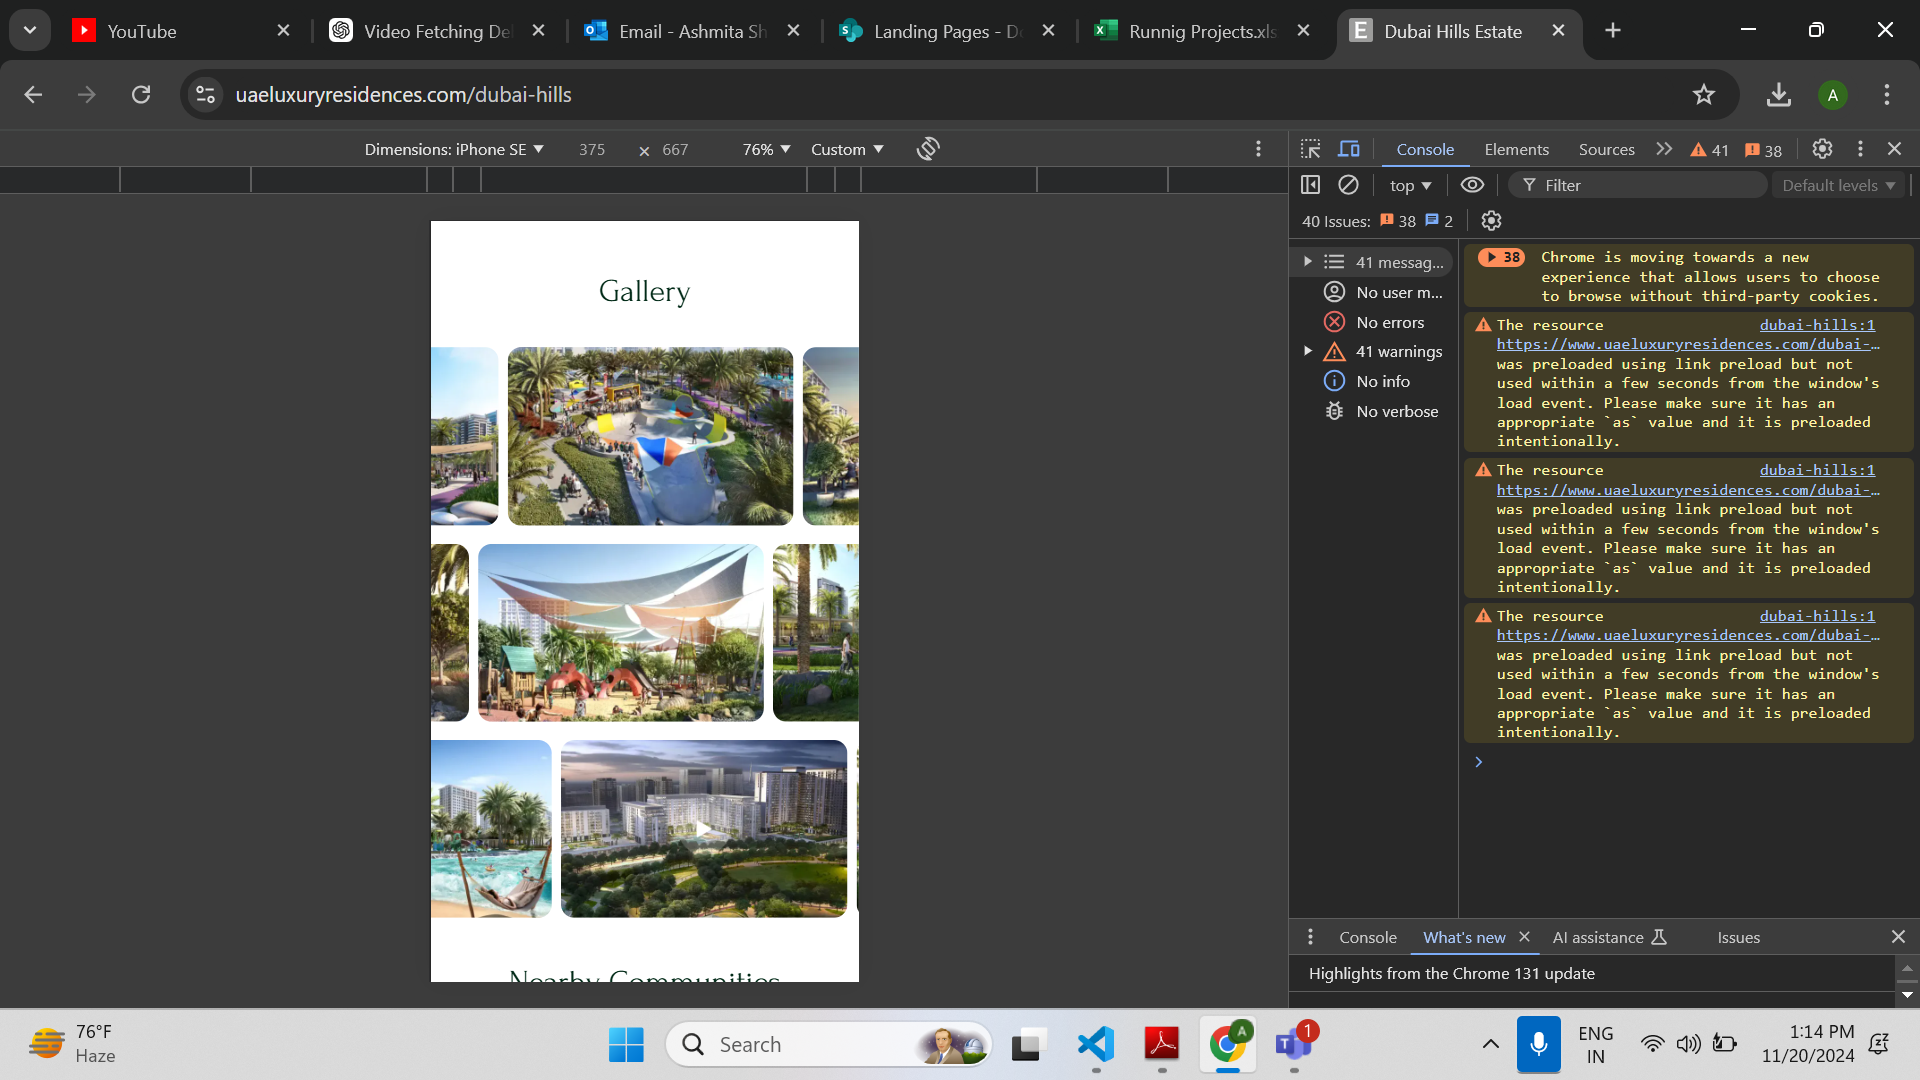 YouTube
Video Fetching De
Email - Ashmita Sh
Landing Pages - D
Runnig Projects.xls
E
Dubai Hills Estate
uaeluxuryresidences.com/dubai-hills
A
Dimensions: iPhone SE
375
×
667
76%
Custom
Console
Elements
Sources
41
38
top
Filter
Default levels
40 Issues:
38
2
41 messag...
No user m...
No errors
41 warnings
No info
No verbose
38
Chrome is moving towards a new
experience that allows users to choose
to browse without third-party cookies.
The resource
dubai-hills:1
https://www.uaeluxuryresidences.com/dubai-…
was preloaded using link preload but not
used within a few seconds from the window's
load event. Please make sure it has an
appropriate `as` value and it is preloaded
intentionally.
The resource
dubai-hills:1
https://www.uaeluxuryresidences.com/dubai-…
was preloaded using link preload but not
used within a few seconds from the window's
load event. Please make sure it has an
appropriate `as` value and it is preloaded
intentionally.
The resource
dubai-hills:1
https://www.uaeluxuryresidences.com/dubai-…
was preloaded using link preload but not
used within a few seconds from the window's
load event. Please make sure it has an
appropriate `as` value and it is preloaded
intentionally.
Gallery
Nearby Communities
Console
What's new
AI assistance
Issues
Highlights from the Chrome 131 update
76°F
Haze
Search
A
1
ENG
IN
1:14 PM
11/20/2024